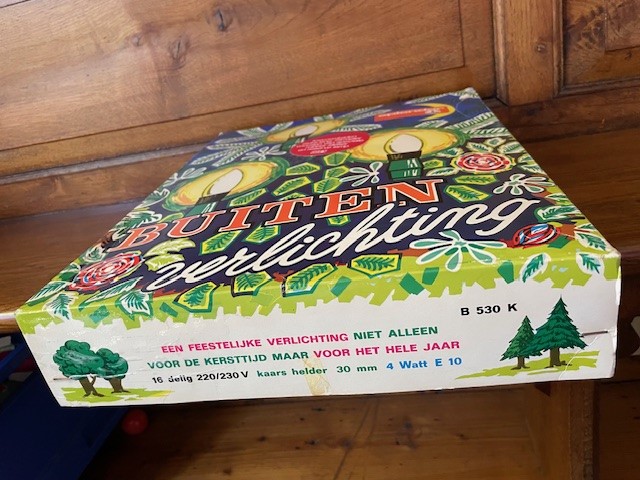 BUITEN
verlichting
B 530 K
EEN FEESTELIJKE VERLICHTING NIET ALLEEN
VOOR DE KERSTTIJD MAAR VOOR HET HELE JAAR
16 delig 220/230 V kaars helder 30 mm 4 Watt E 10